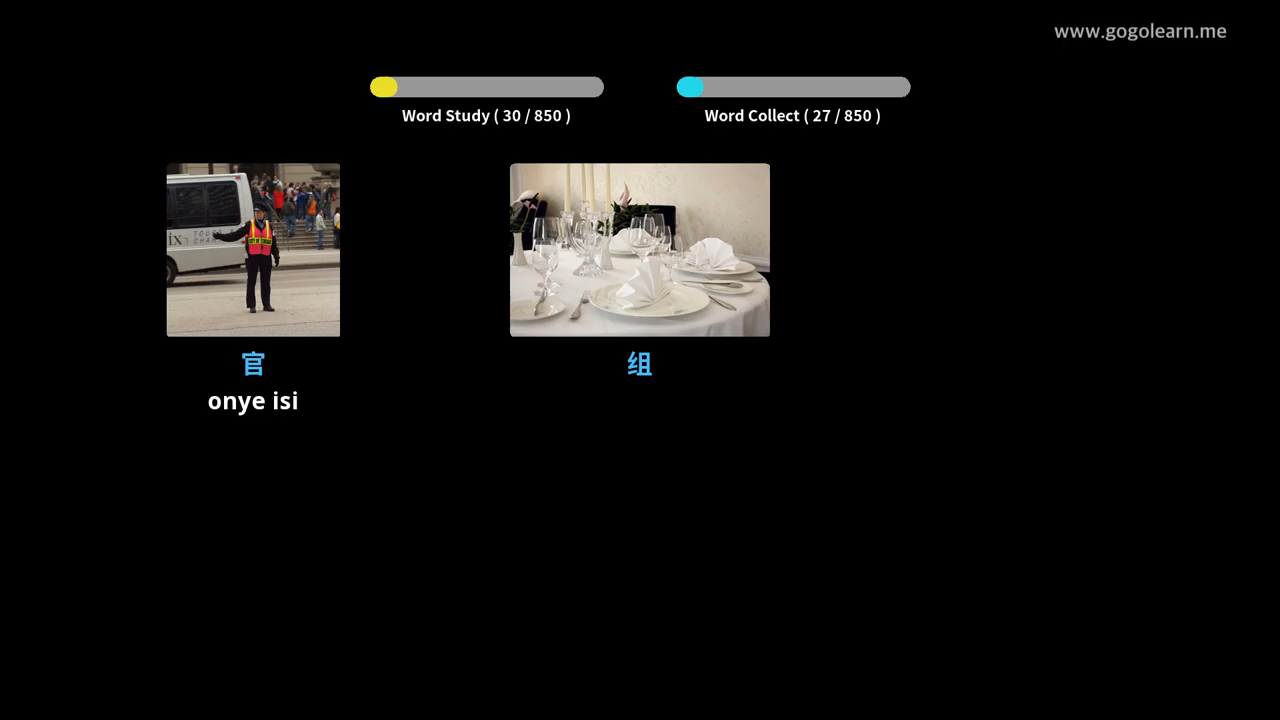 www.gogolearn.me
Word Study ( 30 / 850 )
Word Collect ( 27 / 850 )
官
onye isi
组